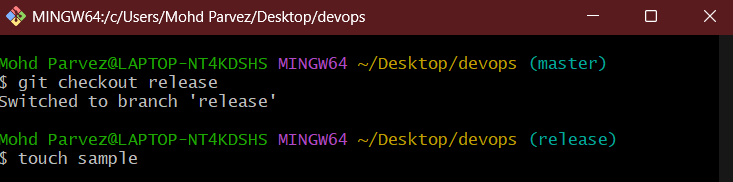 MINGW64:/c/Users/Mohd Parvez/Desktop/devops
Mohd Parvez@LAPTOP-NT4KDSHS MINGW64 ~/Desktop/devops (master)
$ git checkout release
Switched to branch 'release'
Mohd Parvez@LAPTOP-NT4KDSHS MINGW64 ~/Desktop/devops (release)
$ touch sample